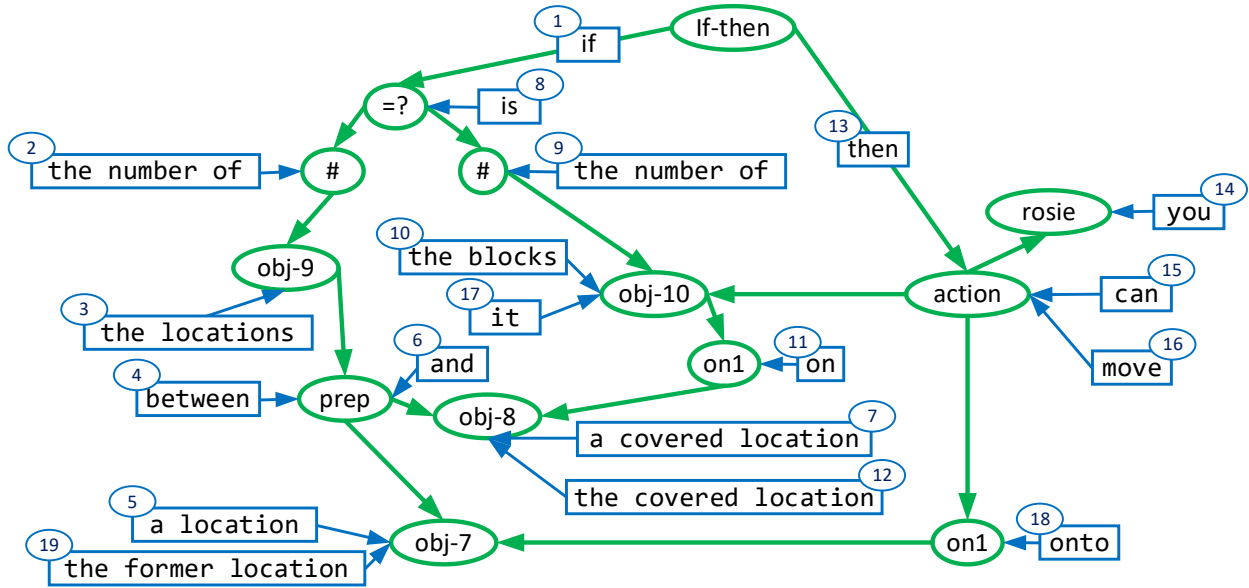 1
if
If-then
8
=?
is
13
then
2
the number of
#
9
#
the number of
14
rosie
you
10
the blocks
obj-9
17
it
obj-10
action
15
can
3
the locations
6
and
11
on1
on
16
move
4
between
prep
obj-8
7
a covered location
12
the covered location
5
a location
19
the former location
obj-7
on1
18
onto